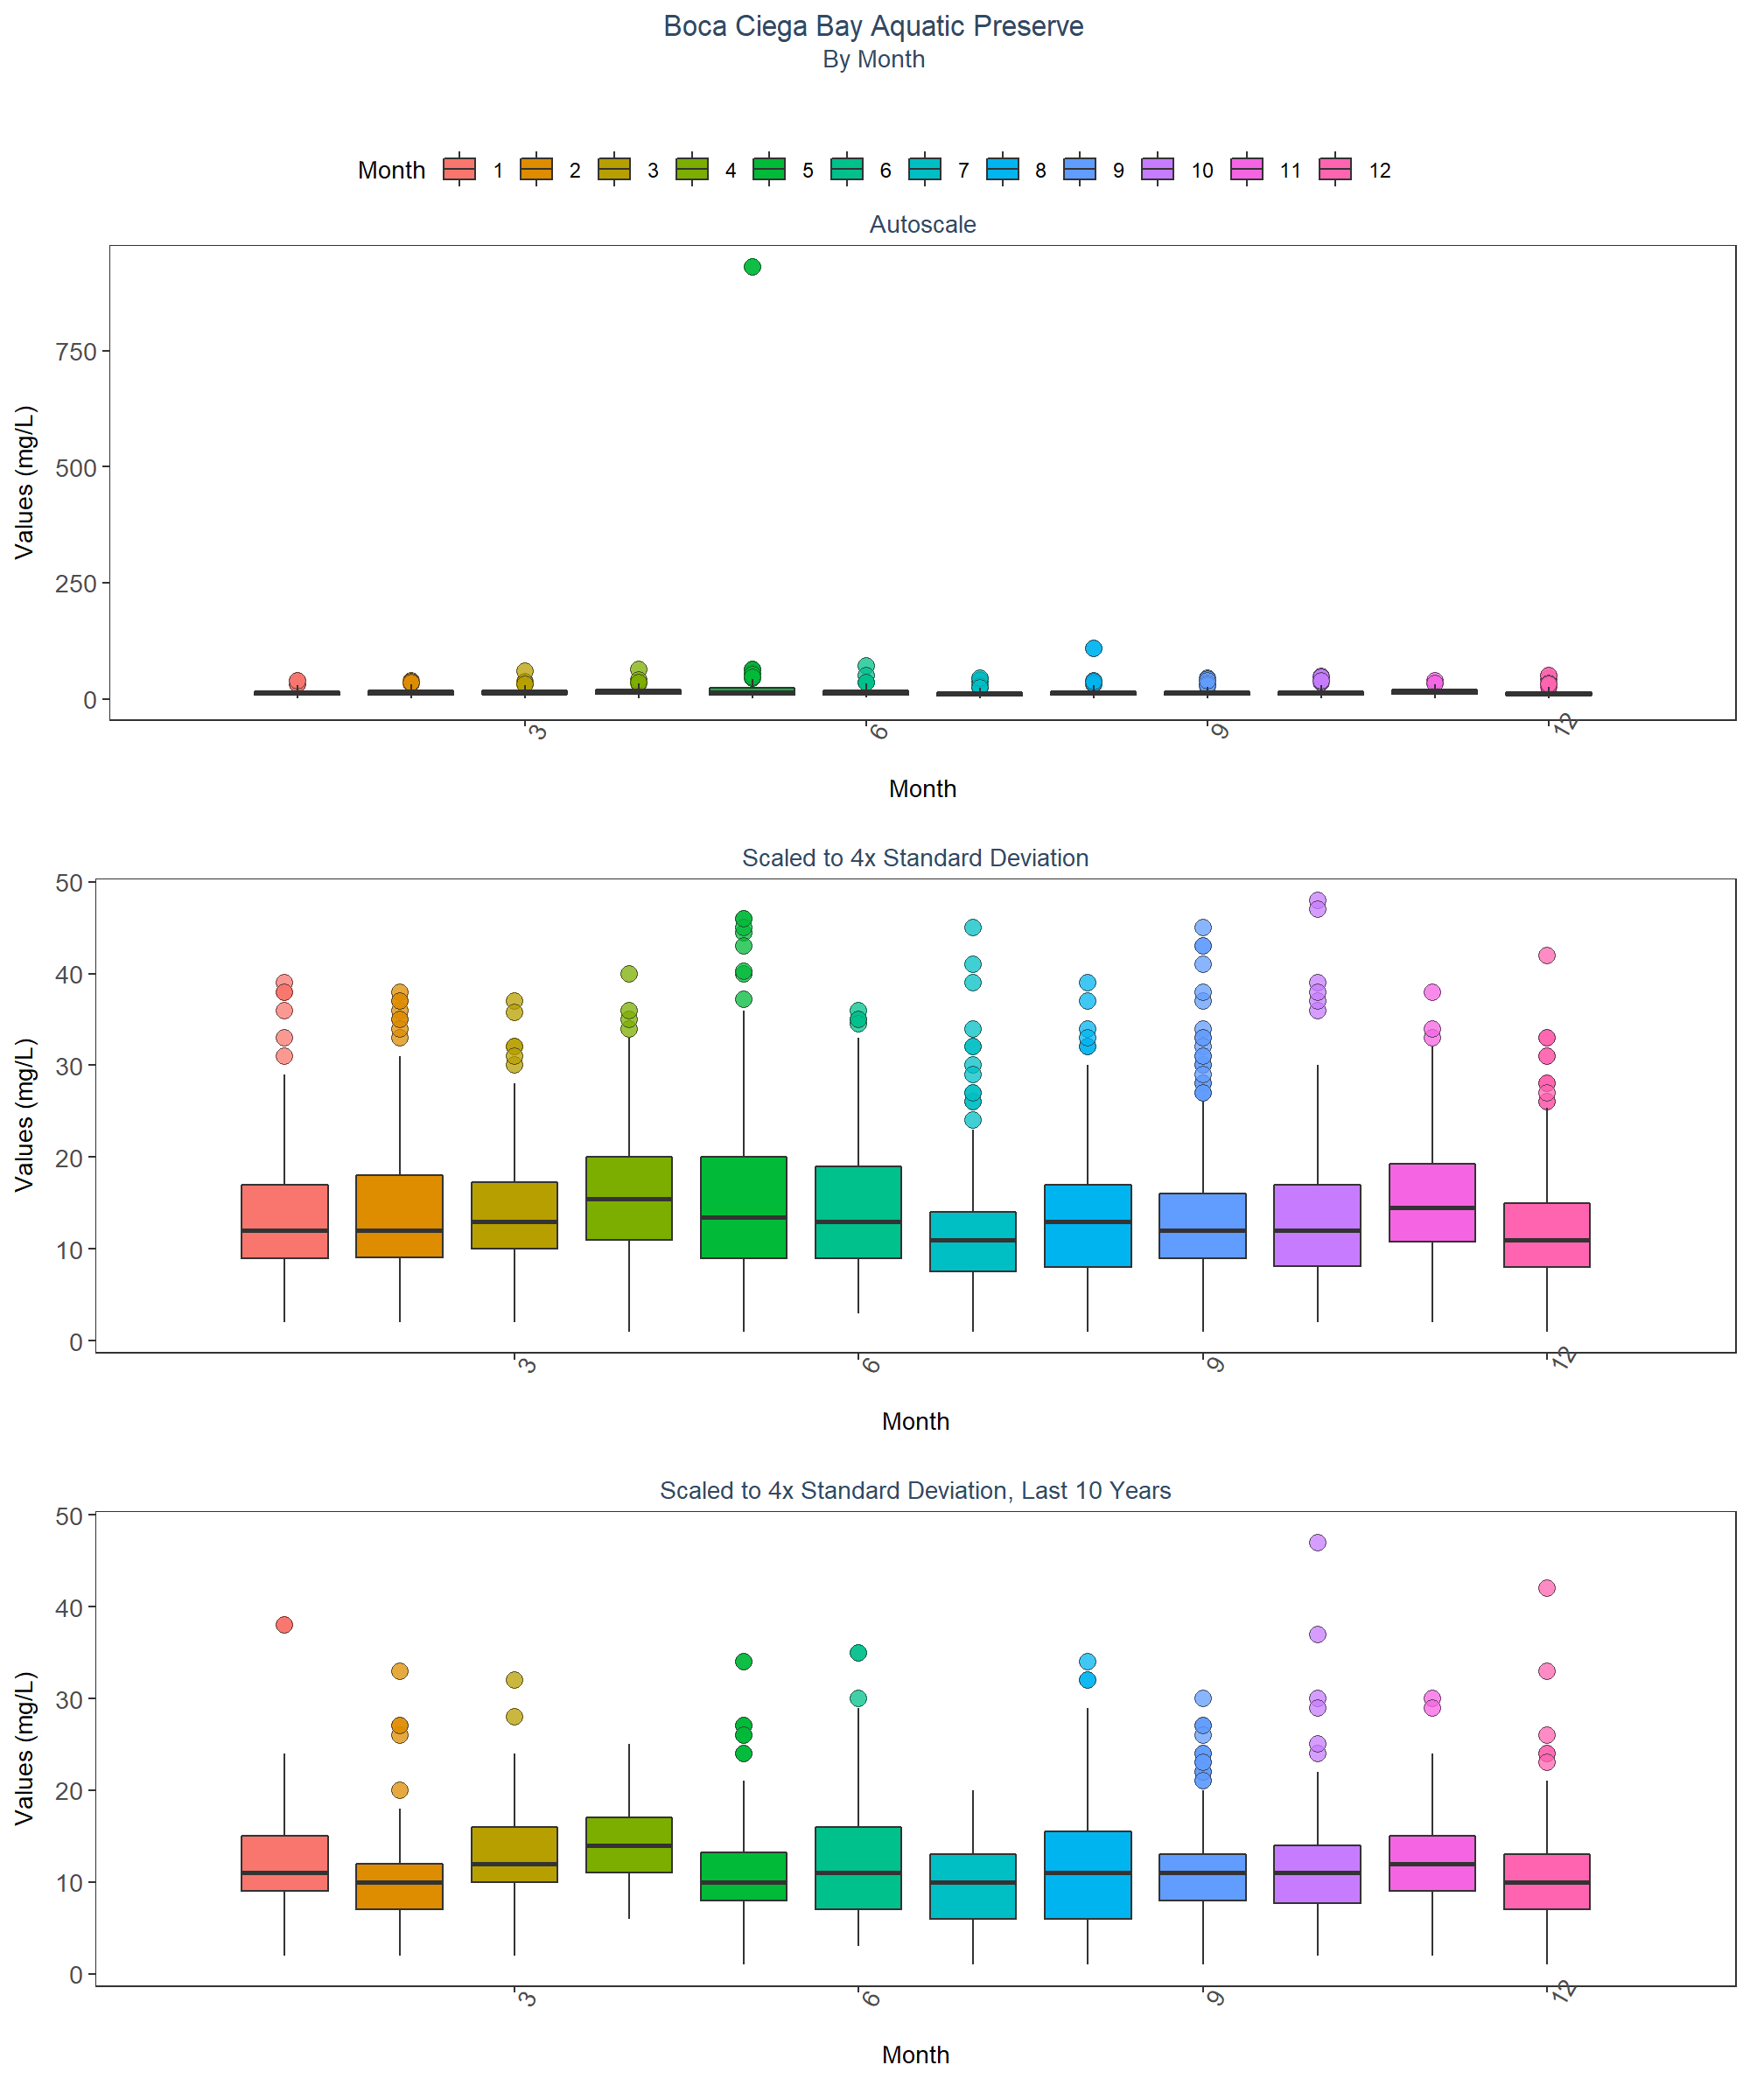 Boca Ciega Bay Aquatic Preserve
By Month
Month 1 2 3 4 5 6 7 8 9 10 11 12
Autoscale
Values (mg/L)
750
500
250
0
3 6 9 12
Month
Scaled to 4x Standard Deviation
Values (mg/L)
50
40
30
20
10
0
3 6 9 12
Month
Scaled to 4x Standard Deviation, Last 10 Years
Values (mg/L)
50
40
30
20
10
0
3 6 9 12
Month